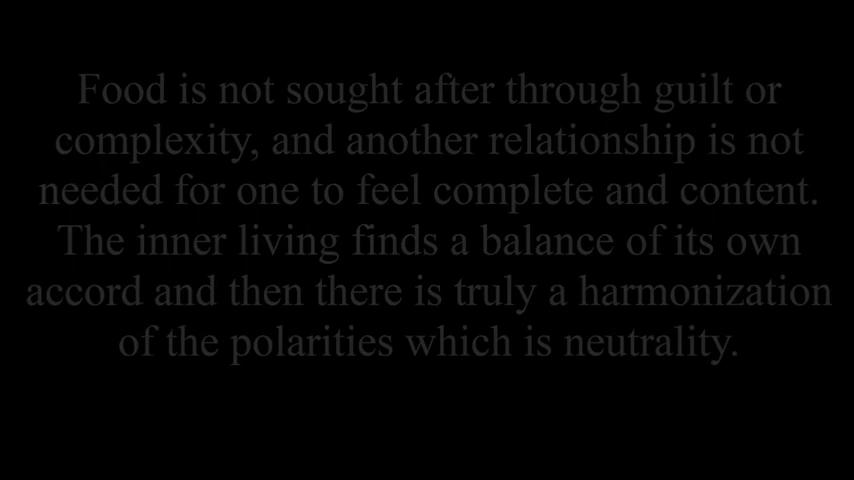 Food is not sought after through guilt or
complexity, and another relationship is not
needed for one to feel complete and content.
The inner living finds a balance of its own
accord and then there is truly a harmonization
of the polarities which is neutrality.